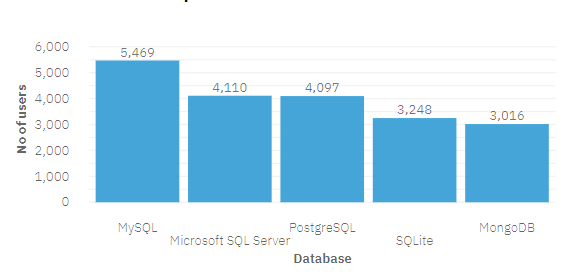 6,000
5,000
4,000
3,000
2,000
1,000
0
No of users
5,469
4,110
4,097
3,248
3,016
MySQL
Microsoft SQL Server
PostgreSQL
SQLite
MongoDB
Database